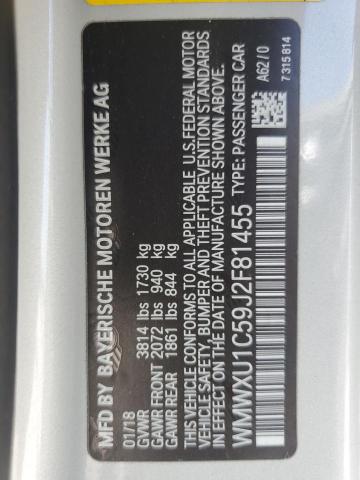 MFD BY BAYERISCHE MOTOREN WERKE AG
01/18
GVWR 3814 lbs 1730 kg
GAWR FRONT 2072 lbs 940 kg
GAWR REAR 1861 lbs 844 kg
THIS VEHICLE CONFORMS TO ALL APPLICABLE U.S.FEDERAL MOTOR
VEHICLE SAFETY, BUMPER AND THEFT PREVENTION STANDARDS
IN EFFECT ON THE DATE OF MANUFACTURE SHOWN ABOVE.
WMWXU1C59J2F81455 TYPE: PASSENGER CAR
A62/0
7315814